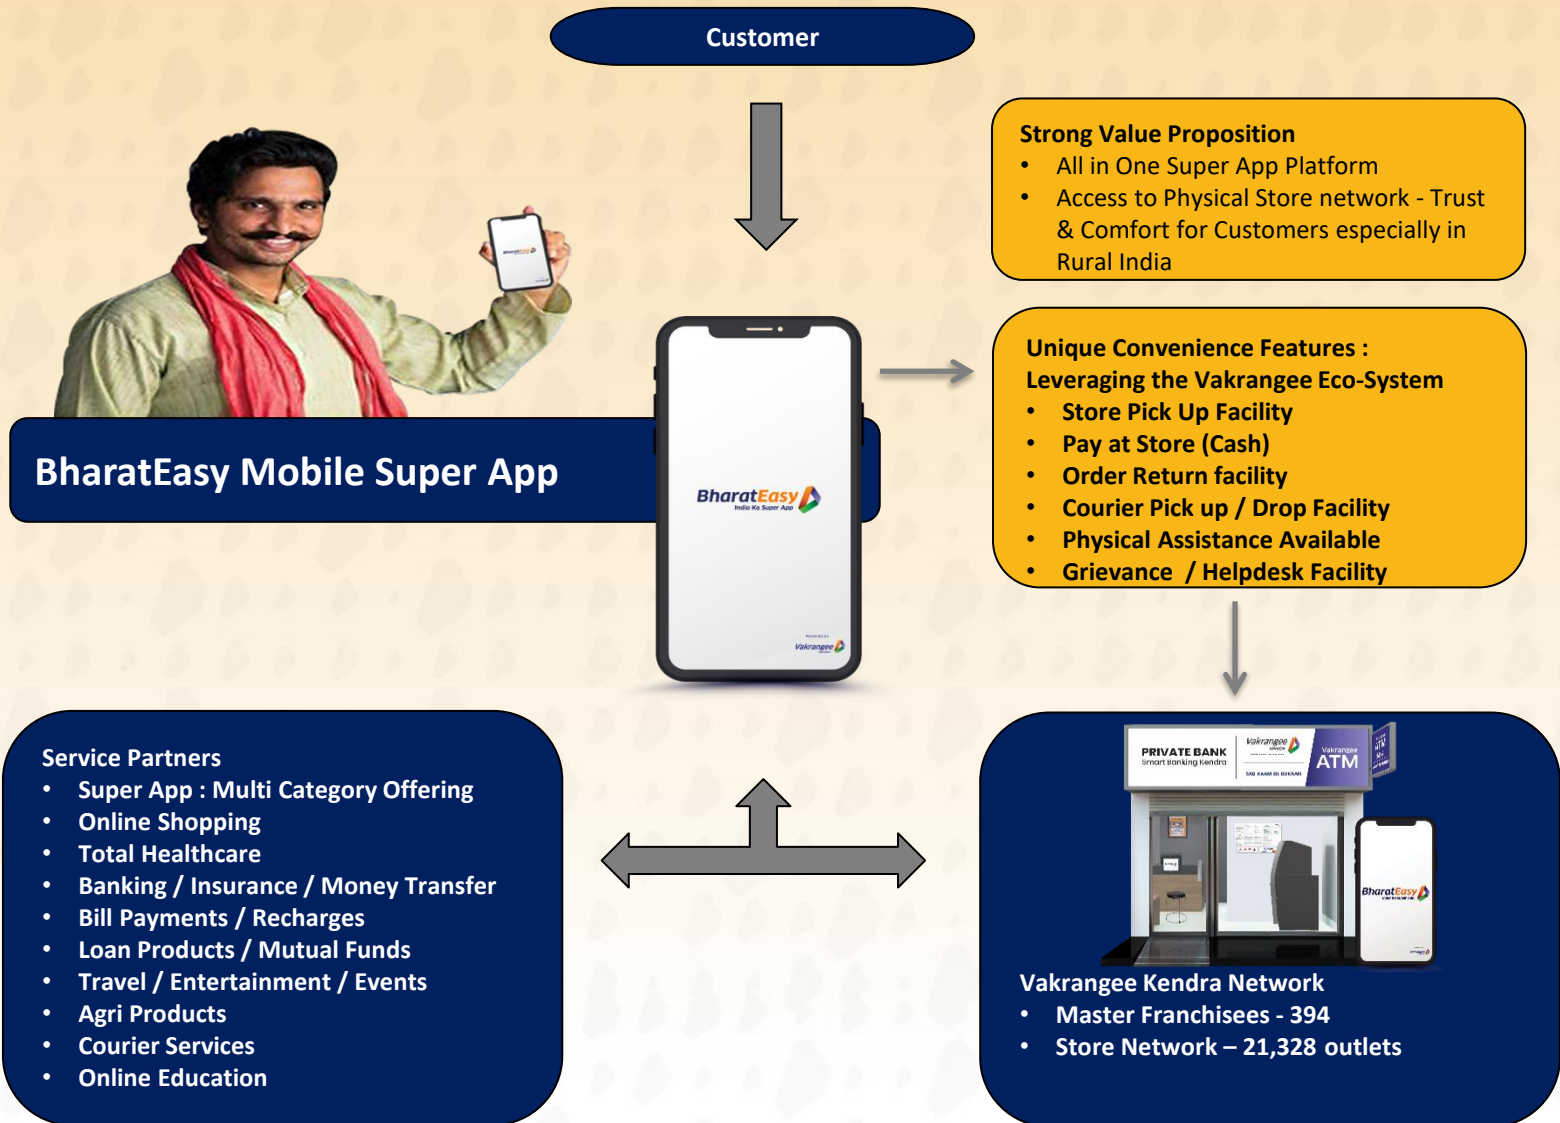 Customer
Strong Value Proposition
• All in One Super App Platform
• Access to Physical Store network - Trust
& Comfort for Customers especially in
Rural India
BharatEasy
Unique Convenience Features :
Leveraging the Vakrangee Eco-System
• Store Pick Up Facility
• Pay at Store (Cash)
• Order Return facility
• Courier Pick up / Drop Facility
• Physical Assistance Available
• Grievance / Helpdesk Facility
BharatEasy Mobile Super App
BharatEasy
India Ka Super App
Vakrangee
Service Partners
• Super App : Multi Category Offering
• Online Shopping
• Total Healthcare
• Banking / Insurance / Money Transfer
• Bill Payments / Recharges
• Loan Products / Mutual Funds
• Travel / Entertainment / Events
• Agri Products
• Courier Services
• Online Education
PRIVATE BANK
Smart Banking Kendra
Vakrangee
Vakrangee
ATM
BharatEasy
Vakrangee Kendra Network
• Master Franchisees - 394
• Store Network – 21,328 outlets